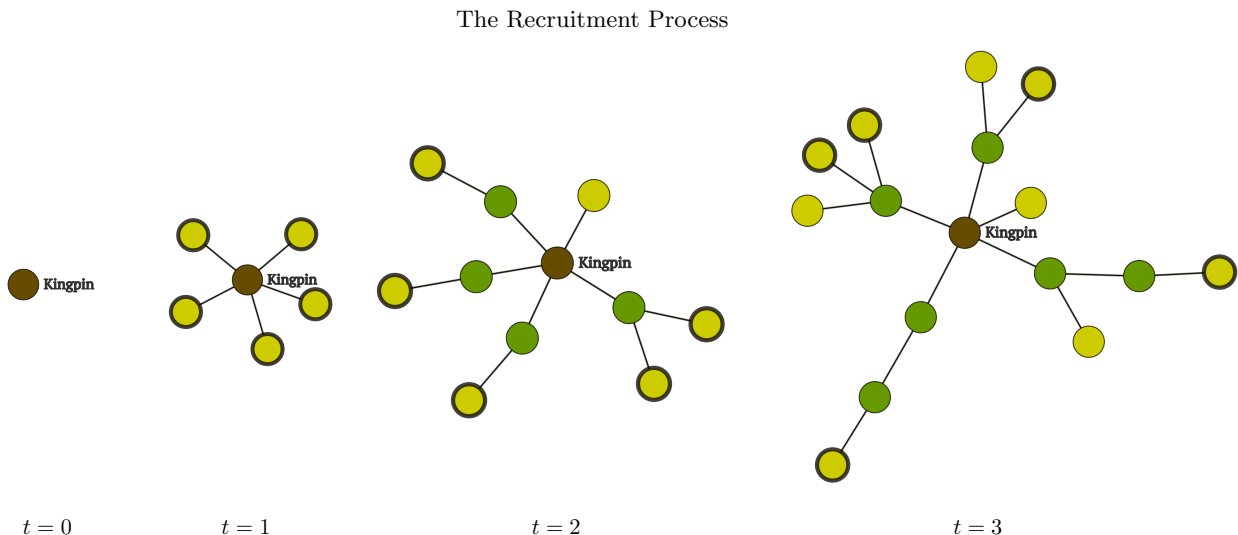 The Recruitment Process
Kingpin
Kingpin
Kingpin
Kingpin
t = 0
t = 1
t = 2
t = 3